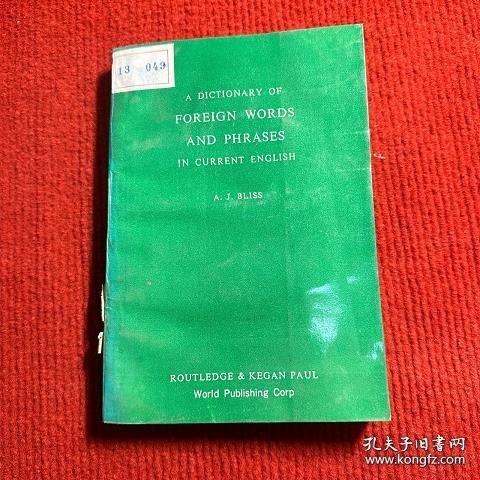 13 049
A DICTIONARY OF
FOREIGN WORDS
AND PHRASES
IN CURRENT ENGLISH
A. J. BLISS
ROUTLEDGE & KEGAN PAUL
World Publishing Corp
孔夫子旧书网
www.kongfz.com